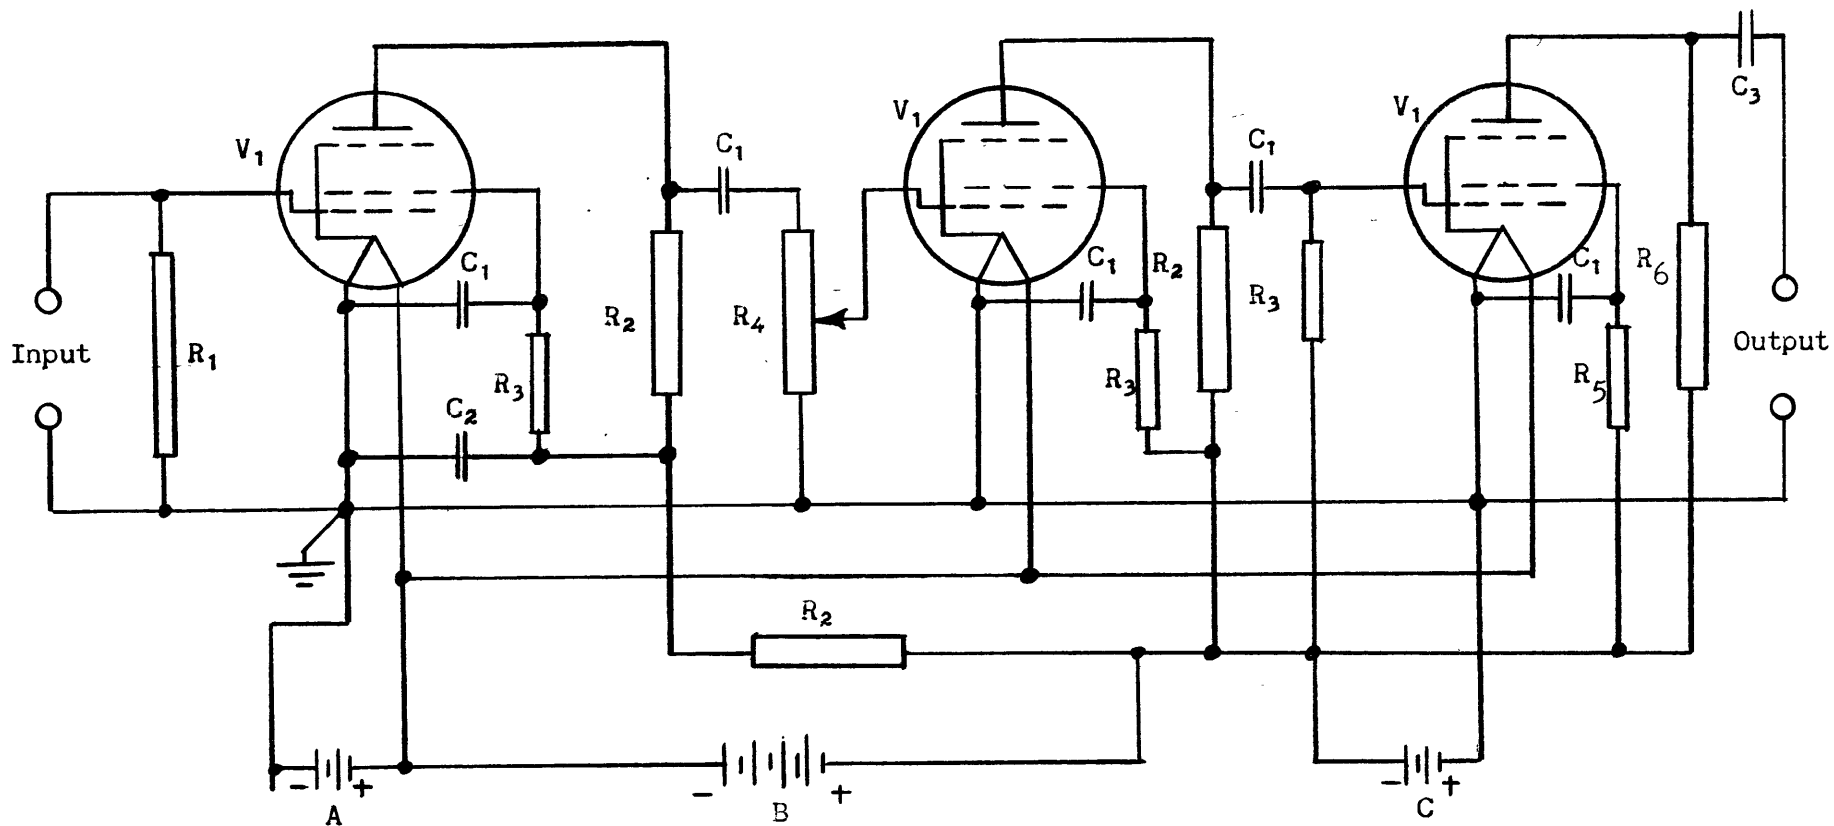 C₃
V₁
V₁
V₁
C₁
C₁
C₁
C₁
R₂
C₁
R₆
R₃
Input
R₁
R₂
R₄
Output
R₃
R₃
R₅
C₂
R₂
- +
A
- +
B
- +
C